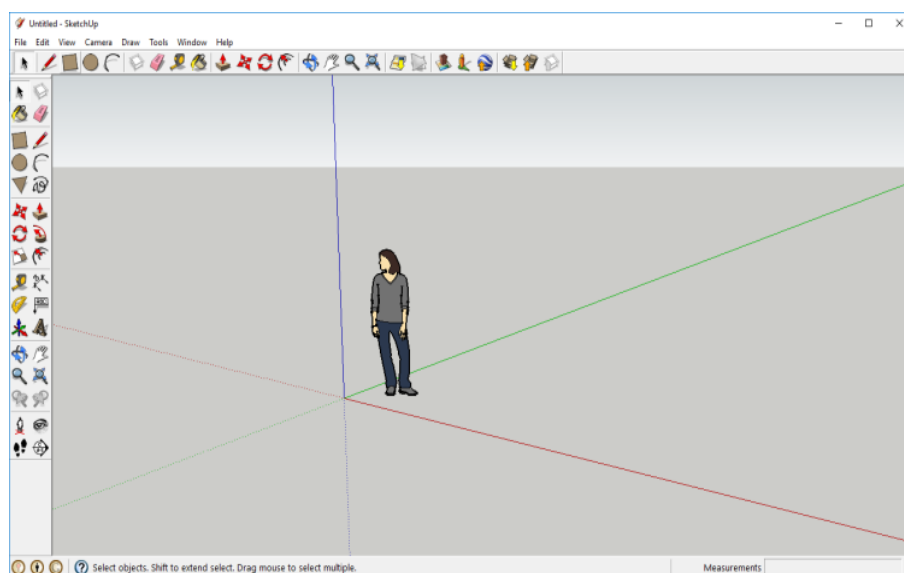 Untitled - SketchUp
File Edit View Camera Draw Tools Window Help
Select objects. Shift to extend select. Drag mouse to select multiple. Measurements